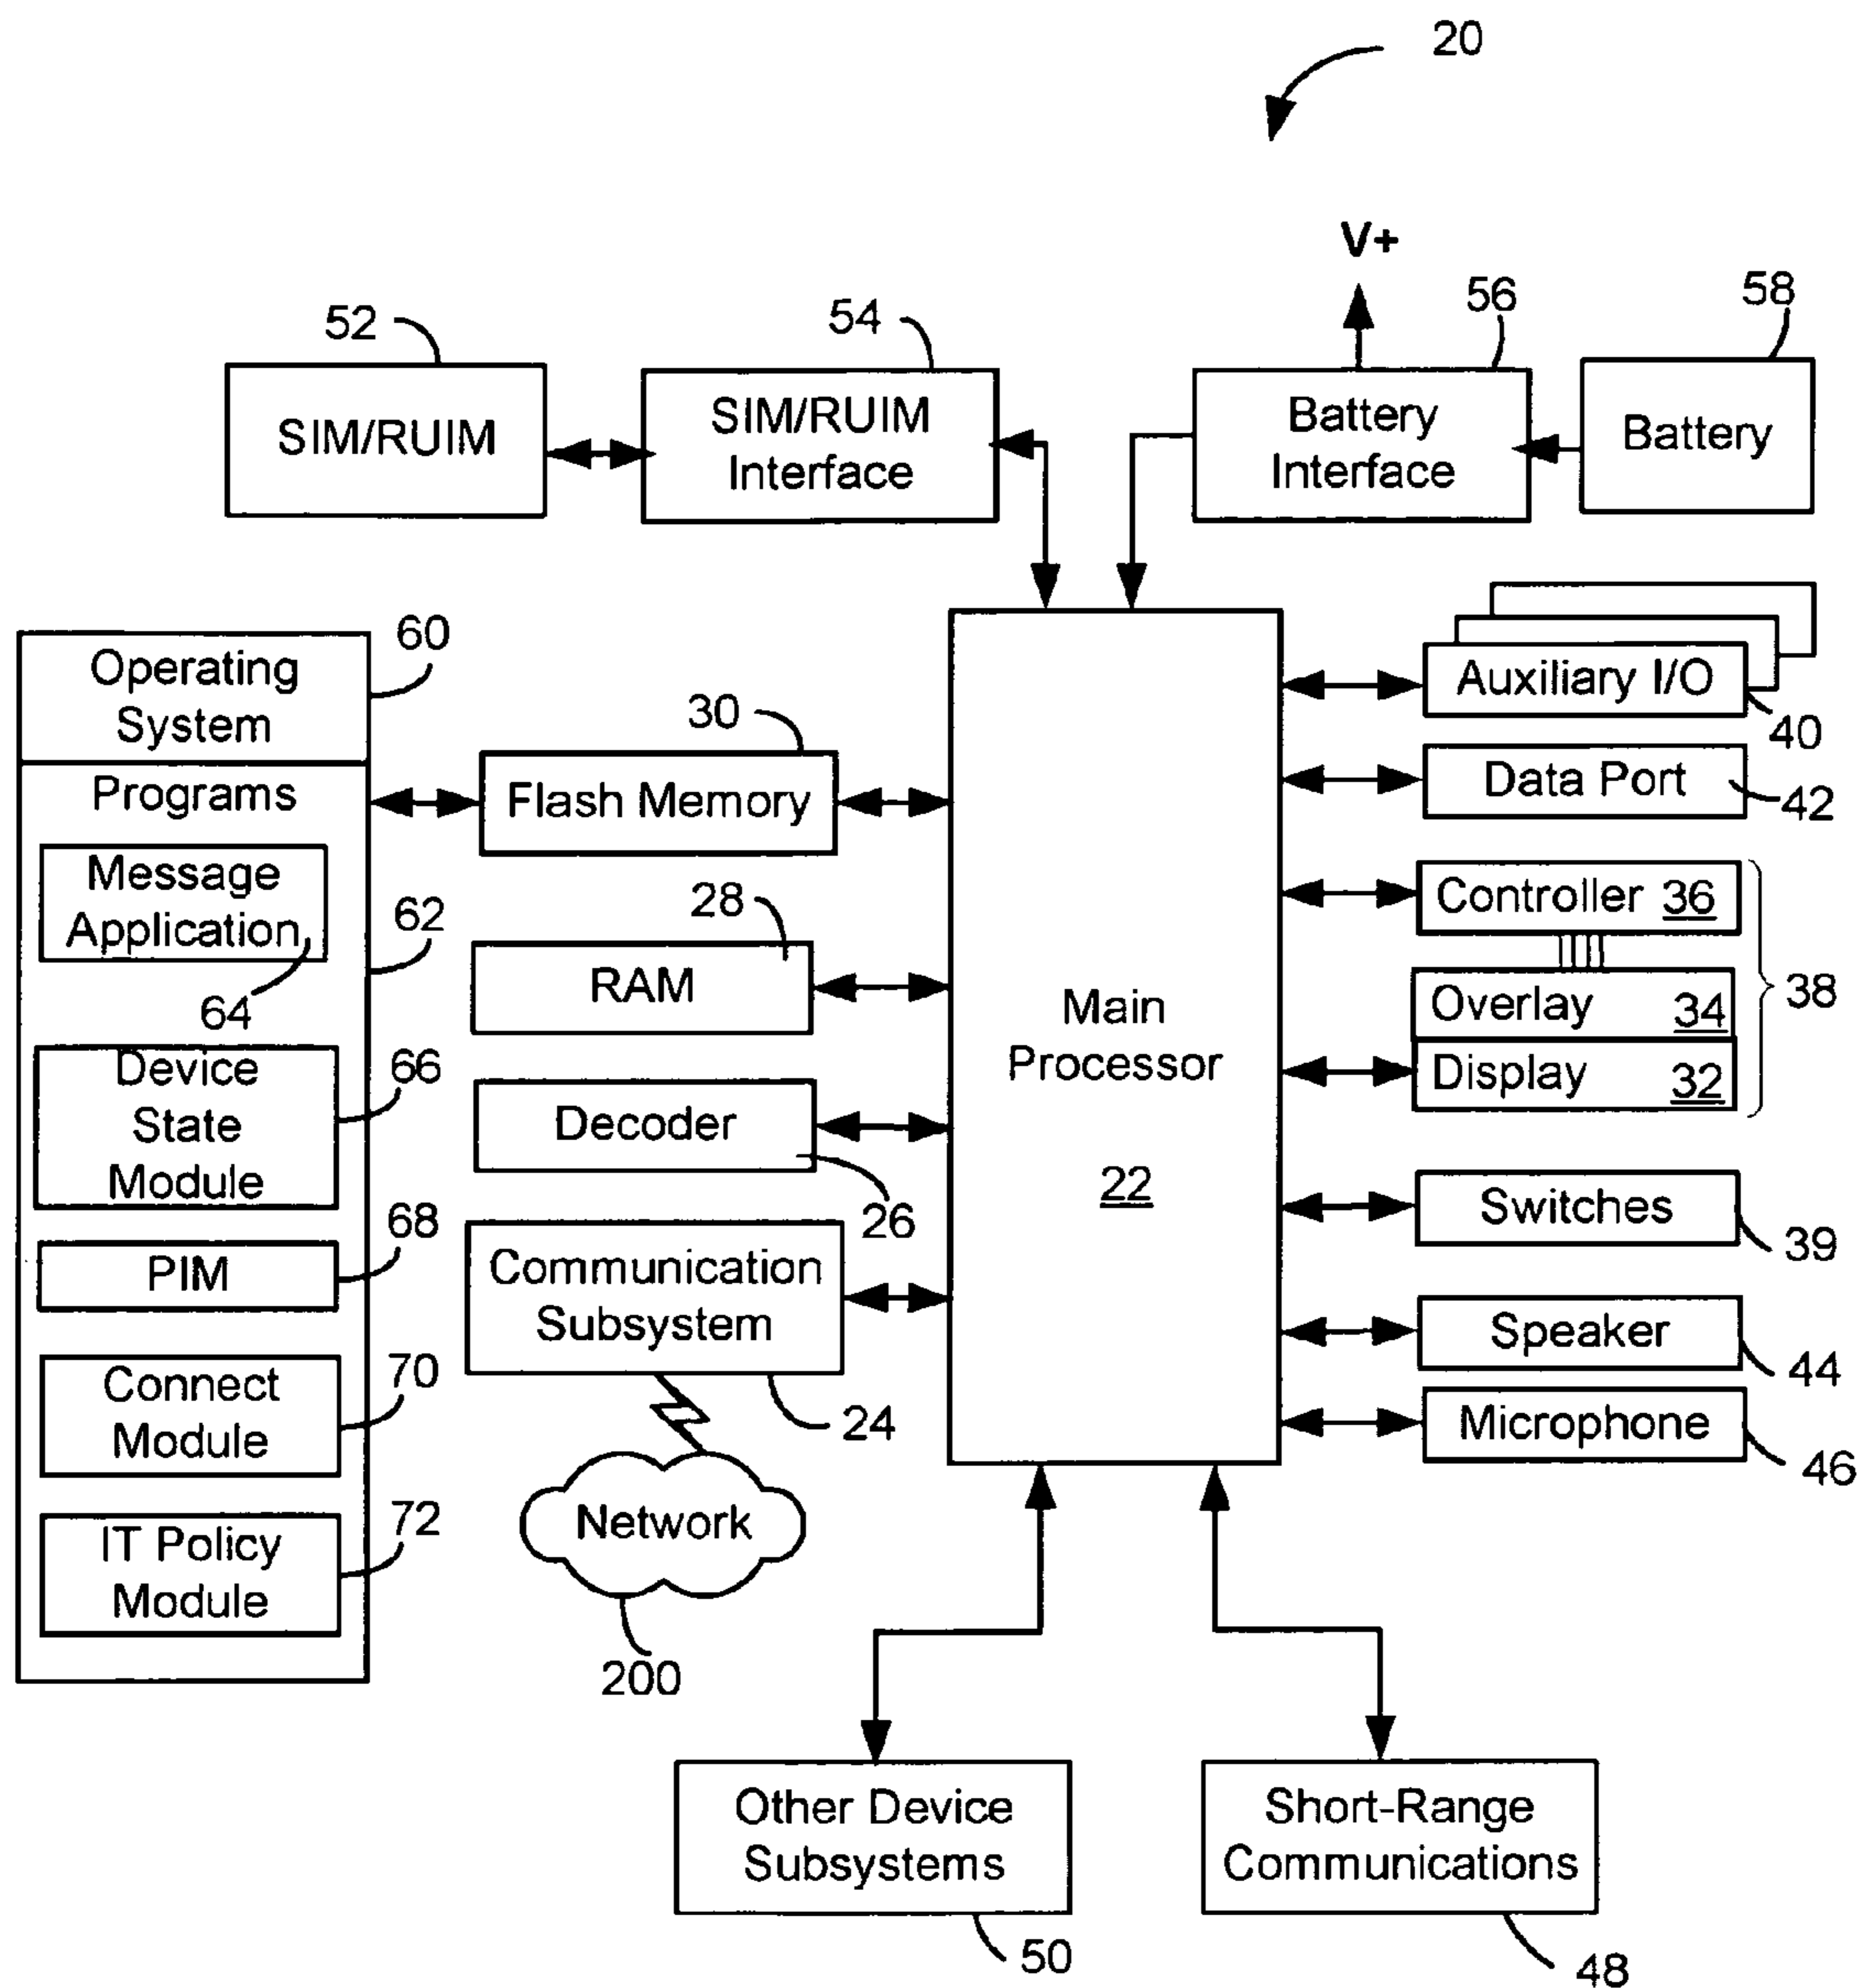 20
V+
52
54
56
58
SIM/RUIM
SIM/RUIM
Interface
Battery
Interface
Battery
60
Operating
System
Programs
Message
Application
64
62
Device
State
Module
66
PIM
68
Connect
Module
70
IT Policy
Module
72
30
Flash Memory
28
RAM
Decoder
26
Communication
Subsystem
24
Network
200
Main
Processor
22
Auxiliary I/O
40
Data Port
42
Controller 36
Overlay 34
Display 32
38
Switches
39
Speaker
44
Microphone
46
Other Device
Subsystems
50
Short-Range
Communications
48